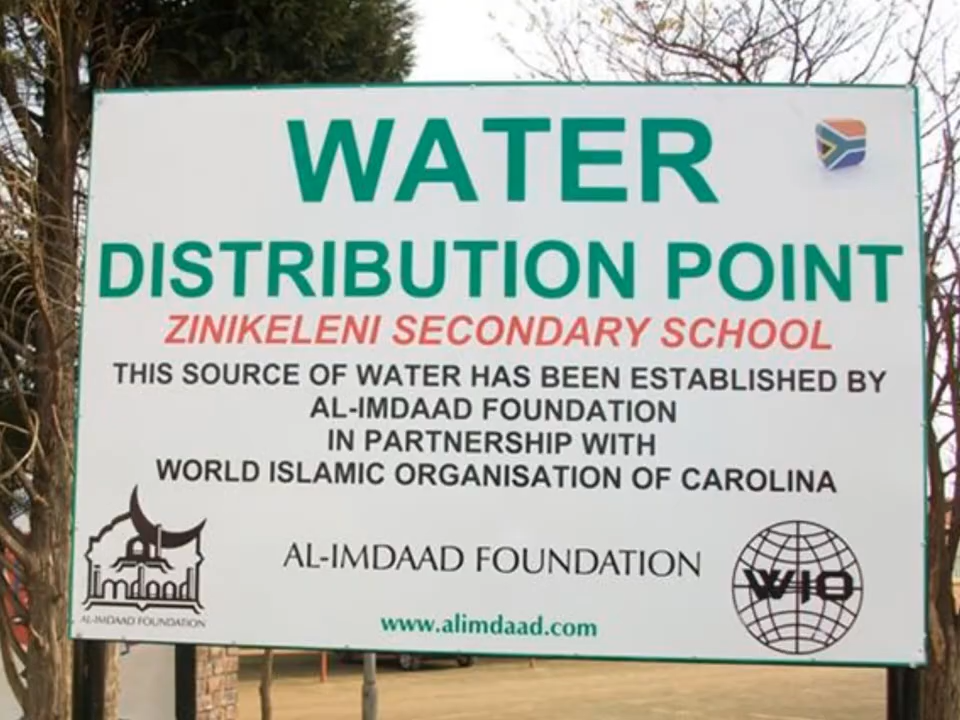 WATER
DISTRIBUTION POINT
ZINIKELENI SECONDARY SCHOOL
THIS SOURCE OF WATER HAS BEEN ESTABLISHED BY
AL-IMDAAD FOUNDATION
IN PARTNERSHIP WITH
WORLD ISLAMIC ORGANISATION OF CAROLINA
imdaad
AL-IMDAAD FOUNDATION
AL-IMDAAD FOUNDATION
WIO
www.alimdaad.com